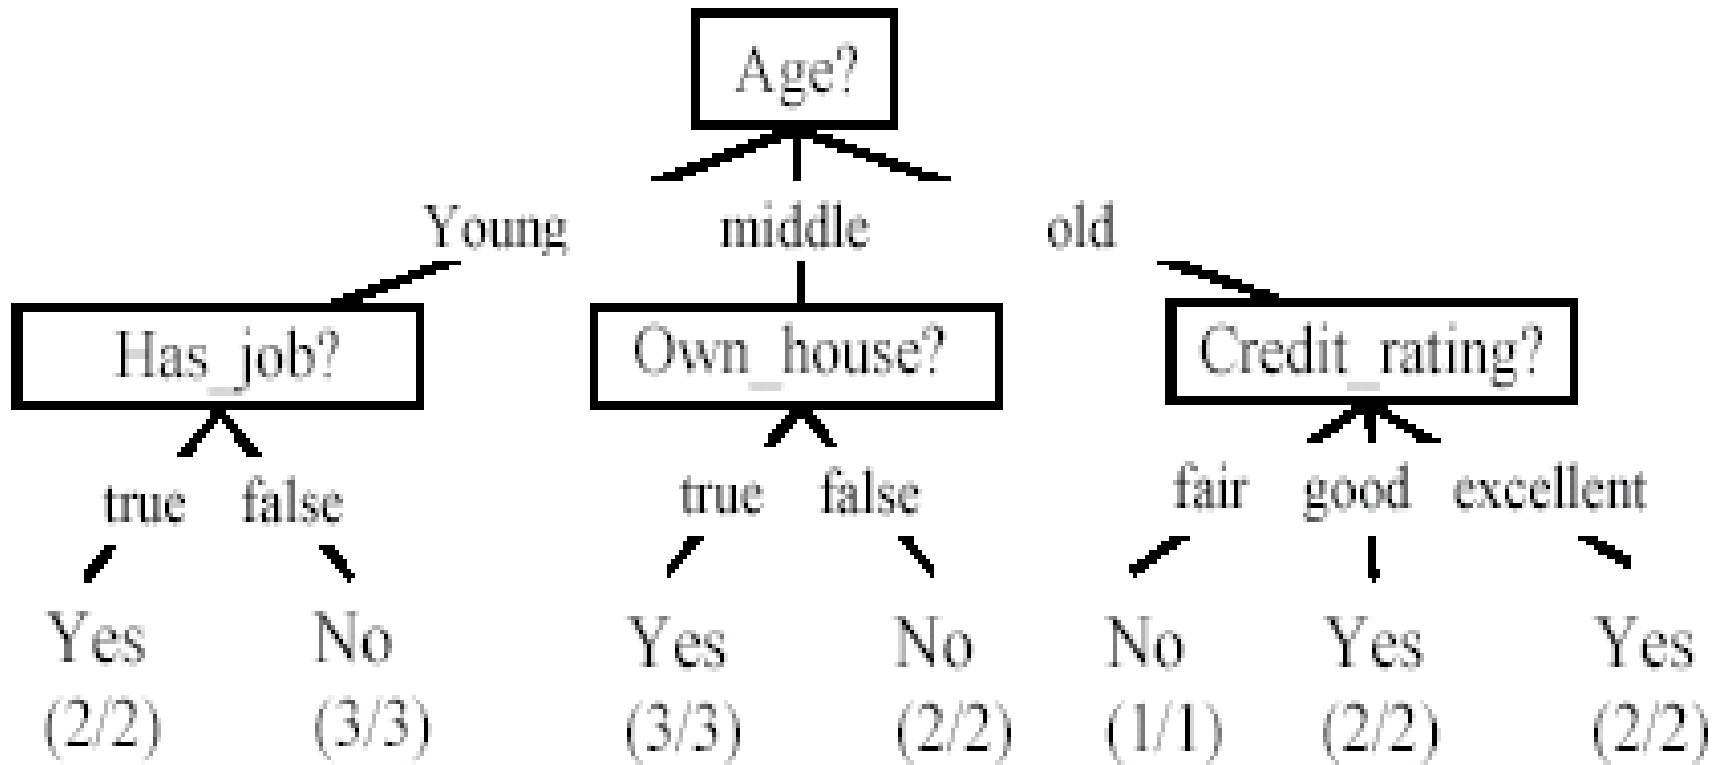 Age?
Young middle old
Has_job? Own_house? Credit_rating?
true false true false fair good excellent
Yes No Yes No No Yes Yes
(2/2) (3/3) (3/3) (2/2) (1/1) (2/2) (2/2)